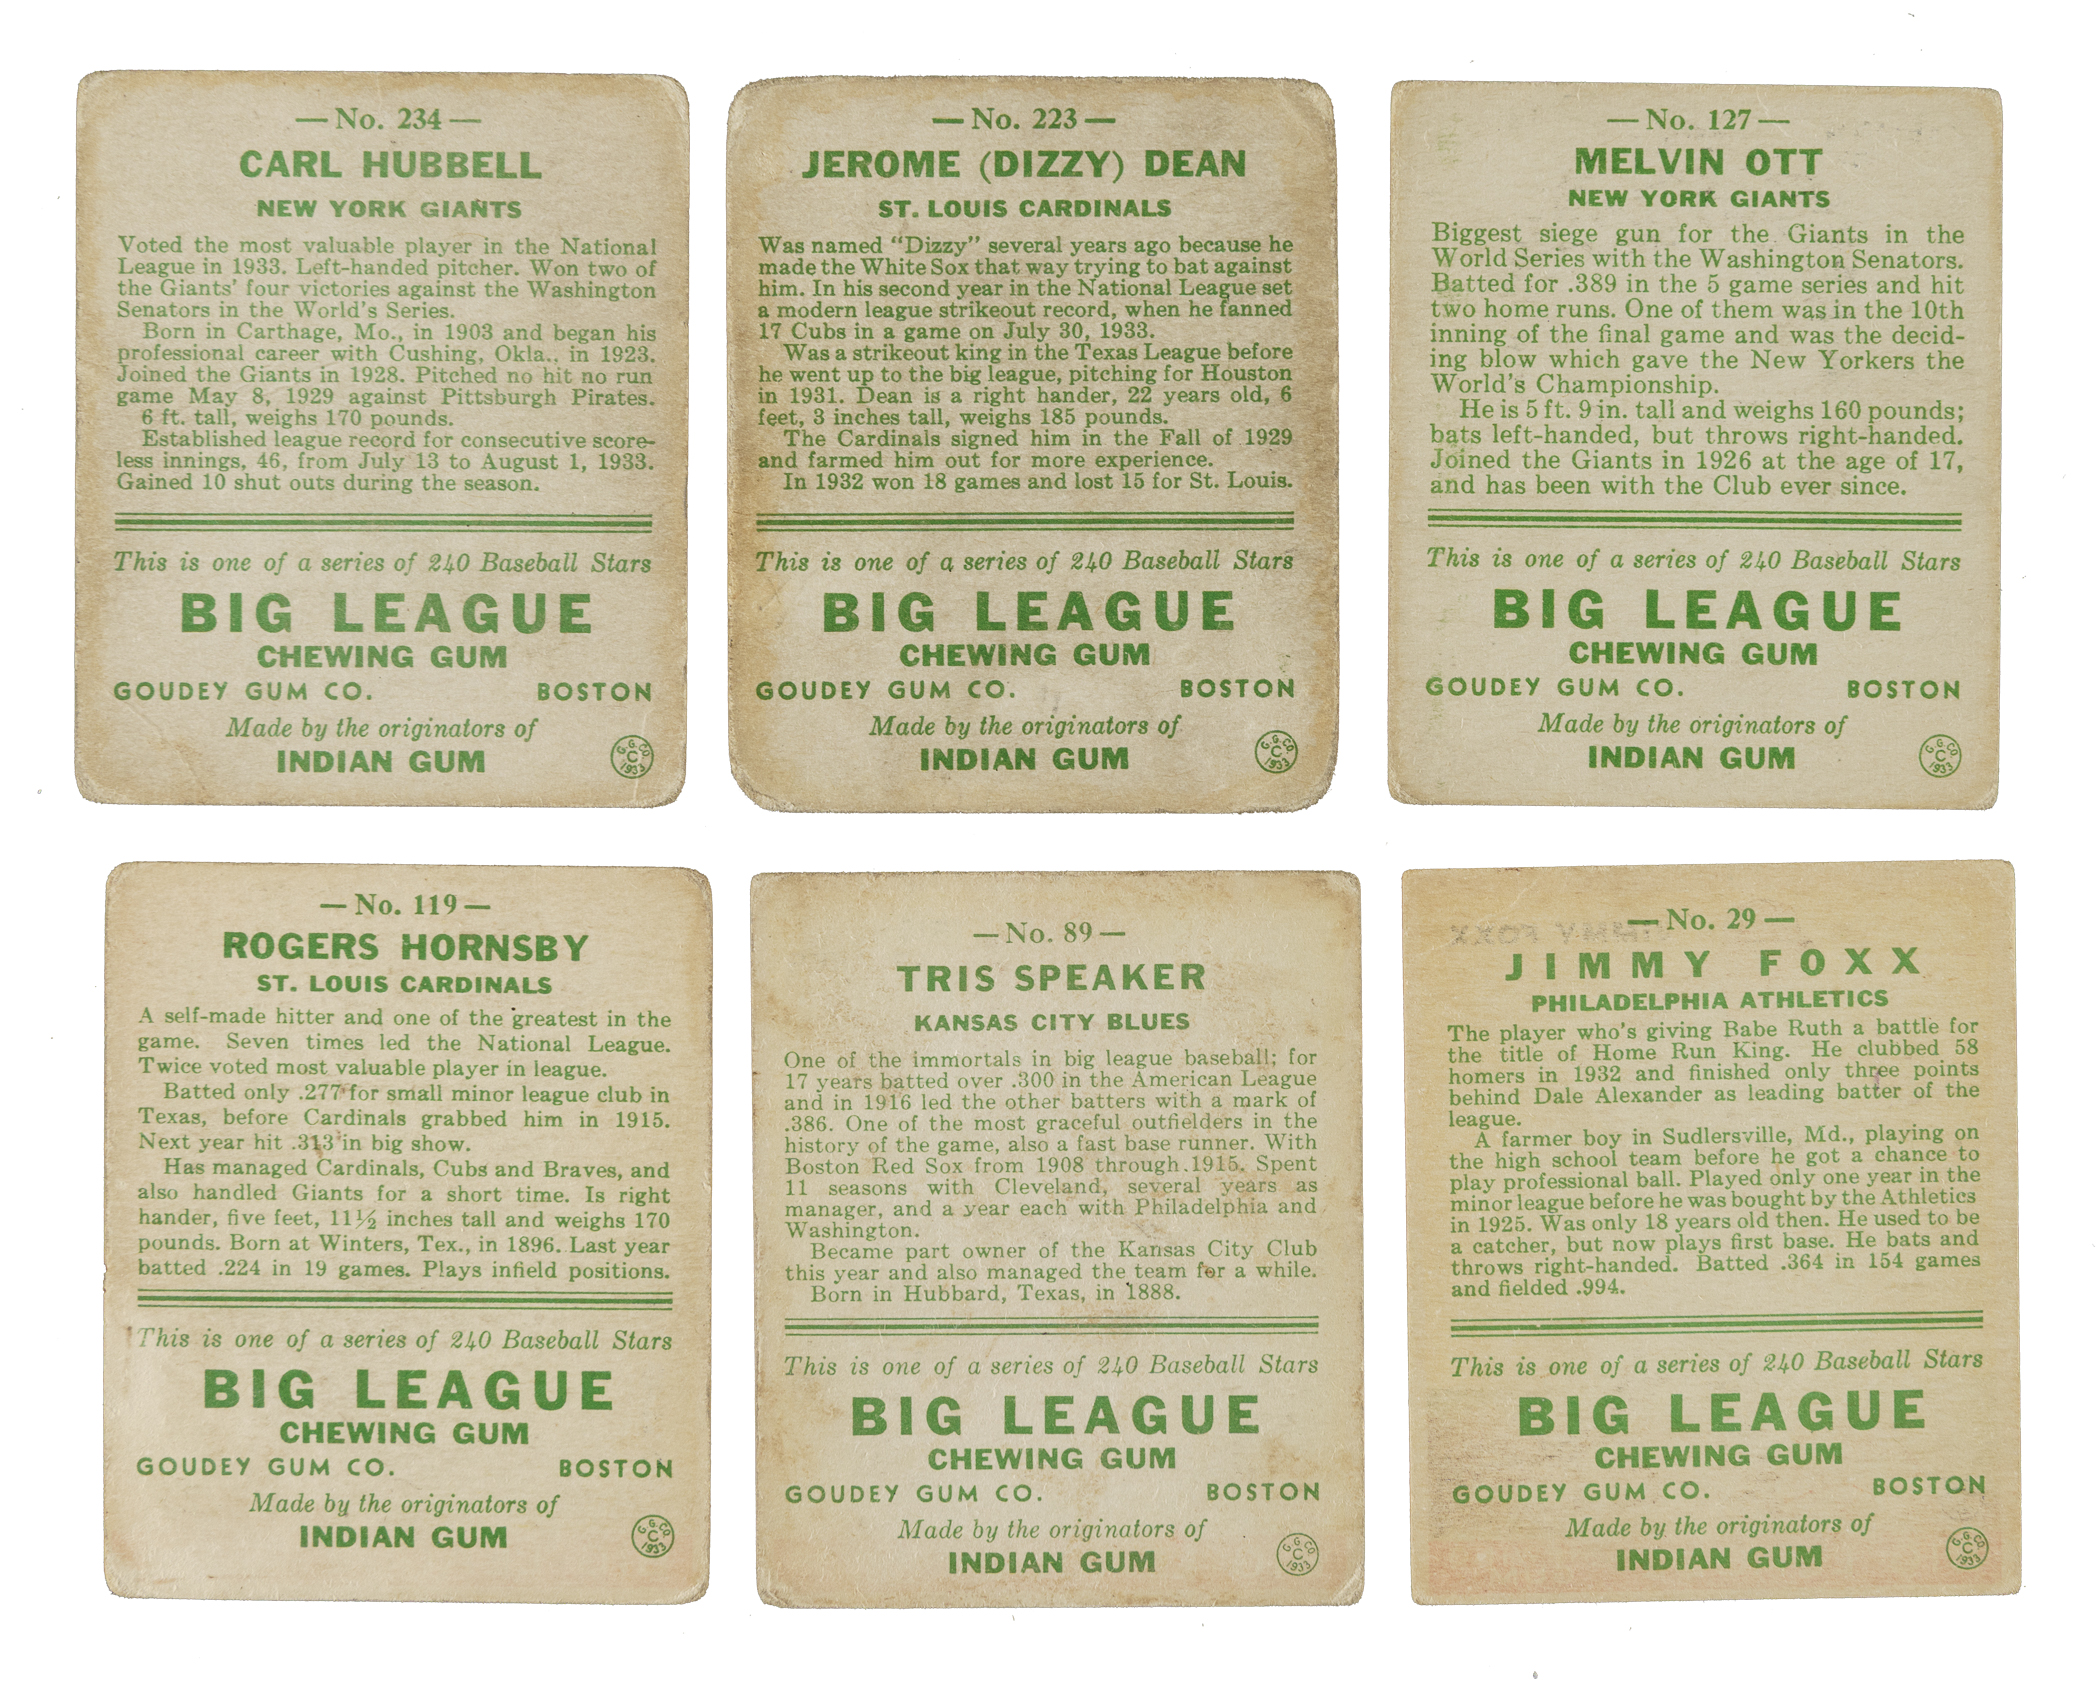 — No. 234 —
CARL HUBBELL
NEW YORK GIANTS
Voted the most valuable player in the National
League in 1933. Left-handed pitcher. Won two of
the Giants' four victories against the Washington
Senators in the World's Series.
Born in Carthage, Mo., in 1903 and began his
professional career with Cushing, Okla., in 1923.
Joined the Giants in 1928. Pitched no hit no run
game May 8, 1929 against Pittsburgh Pirates.
6 ft. tall, weighs 170 pounds.
Established league record for consecutive score-
less innings, 46, from July 13 to August 1, 1933.
Gained 10 shut outs during the season.
This is one of a series of 240 Baseball Stars
BIG LEAGUE
CHEWING GUM
GOUDEY GUM CO. BOSTON
Made by the originators of
INDIAN GUM
G. G. CO.
C
1933
— No. 223 —
JEROME (DIZZY) DEAN
ST. LOUIS CARDINALS
Was named "Dizzy" several years ago because he
made the White Sox that way trying to bat against
him. In his second year in the National League set
a modern league strikeout record, when he fanned
17 Cubs in a game on July 30, 1933.
Was a strikeout king in the Texas League before
he went up to the big league, pitching for Houston
in 1931. Dean is a right hander, 22 years old, 6
feet, 3 inches tall, weighs 185 pounds.
The Cardinals signed him in the Fall of 1929
and farmed him out for more experience.
In 1932 won 18 games and lost 15 for St. Louis.
This is one of a series of 240 Baseball Stars
BIG LEAGUE
CHEWING GUM
GOUDEY GUM CO. BOSTON
Made by the originators of
INDIAN GUM
G. G. CO.
C
1933
— No. 127 —
MELVIN OTT
NEW YORK GIANTS
Biggest siege gun for the Giants in the
World Series with the Washington Senators.
Batted for .389 in the 5 game series and hit
two home runs. One of them was in the 10th
inning of the final game and was the decid-
ing blow which gave the New Yorkers the
World's Championship.
He is 5 ft. 9 in. tall and weighs 160 pounds;
bats left-handed, but throws right-handed.
Joined the Giants in 1926 at the age of 17,
and has been with the Club ever since.
This is one of a series of 240 Baseball Stars
BIG LEAGUE
CHEWING GUM
GOUDEY GUM CO. BOSTON
Made by the originators of
INDIAN GUM
G. G. CO.
C
1933
— No. 119 —
ROGERS HORNSBY
ST. LOUIS CARDINALS
A self-made hitter and one of the greatest in the
game. Seven times led the National League.
Twice voted most valuable player in league.
Batted only .277 for small minor league club in
Texas, before Cardinals grabbed him in 1915.
Next year hit .313 in big show.
Has managed Cardinals, Cubs and Braves, and
also handled Giants for a short time. Is right
hander, five feet, 11½ inches tall and weighs 170
pounds. Born at Winters, Tex., in 1896. Last year
batted .224 in 19 games. Plays infield positions.
This is one of a series of 240 Baseball Stars
BIG LEAGUE
CHEWING GUM
GOUDEY GUM CO. BOSTON
Made by the originators of
INDIAN GUM
G. G. CO.
C
1933
— No. 89 —
TRIS SPEAKER
KANSAS CITY BLUES
One of the immortals in big league baseball; for
17 years batted over .300 in the American League
and in 1916 led the other batters with a mark of
.386. One of the most graceful outfielders in the
history of the game, also a fast base runner. With
Boston Red Sox from 1908 through 1915. Spent
11 seasons with Cleveland, several years as
manager, and a year each with Philadelphia and
Washington.
Became part owner of the Kansas City Club
this year and also managed the team for a while.
Born in Hubbard, Texas, in 1888.
This is one of a series of 240 Baseball Stars
BIG LEAGUE
CHEWING GUM
GOUDEY GUM CO. BOSTON
Made by the originators of
INDIAN GUM
G. G. CO.
C
1933
— No. 29 —
JIMMY FOXX
PHILADELPHIA ATHLETICS
The player who's giving Babe Ruth a battle for
the title of Home Run King. He clubbed 58
homers in 1932 and finished only three points
behind Dale Alexander as leading batter of the
league.
A farmer boy in Sudlersville, Md., playing on
the high school team before he got a chance to
play professional ball. Played only one year in the
minor league before he was bought by the Athletics
in 1925. Was only 18 years old then. He used to be
a catcher, but now plays first base. He bats and
throws right-handed. Batted .364 in 154 games
and fielded .994.
This is one of a series of 240 Baseball Stars
BIG LEAGUE
CHEWING GUM
GOUDEY GUM CO. BOSTON
Made by the originators of
INDIAN GUM
G. G. CO.
C
1933